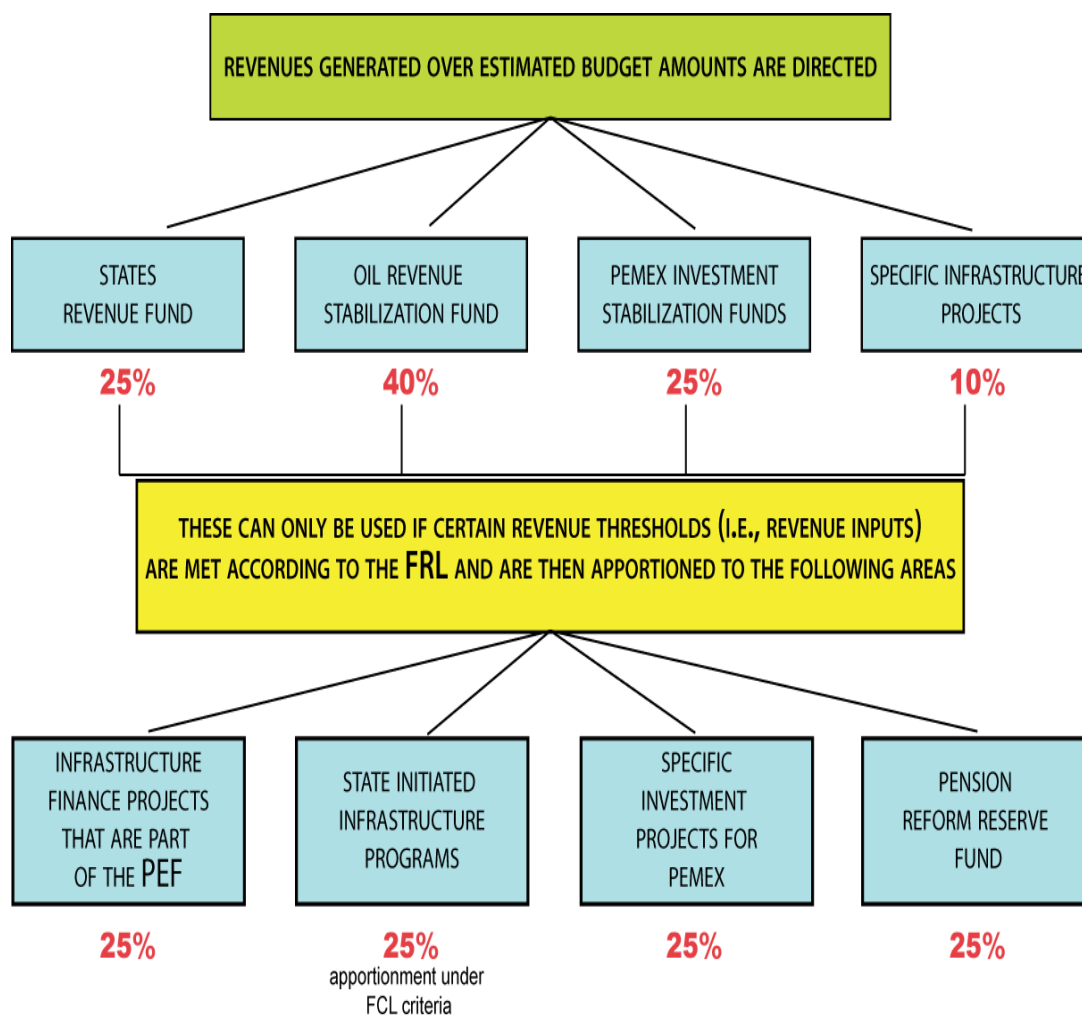 REVENUES GENERATED OVER ESTIMATED BUDGET AMOUNTS ARE DIRECTED
STATES
REVENUE FUND
25%
OIL REVENUE
STABILIZATION FUND
40%
PEMEX INVESTMENT
STABILIZATION FUNDS
25%
SPECIFIC INFRASTRUCTURE
PROJECTS
10%
THESE CAN ONLY BE USED IF CERTAIN REVENUE THRESHOLDS (I.E., REVENUE INPUTS)
ARE MET ACCORDING TO THE FRL AND ARE THEN APPORTIONED TO THE FOLLOWING AREAS
INFRASTRUCTURE
FINANCE PROJECTS
THAT ARE PART
OF THE PEF
25%
STATE INITIATED
INFRASTRUCTURE
PROGRAMS
25%
apportionment under
FCL criteria
SPECIFIC
INVESTMENT
PROJECTS FOR
PEMEX
25%
PENSION
REFORM RESERVE
FUND
25%